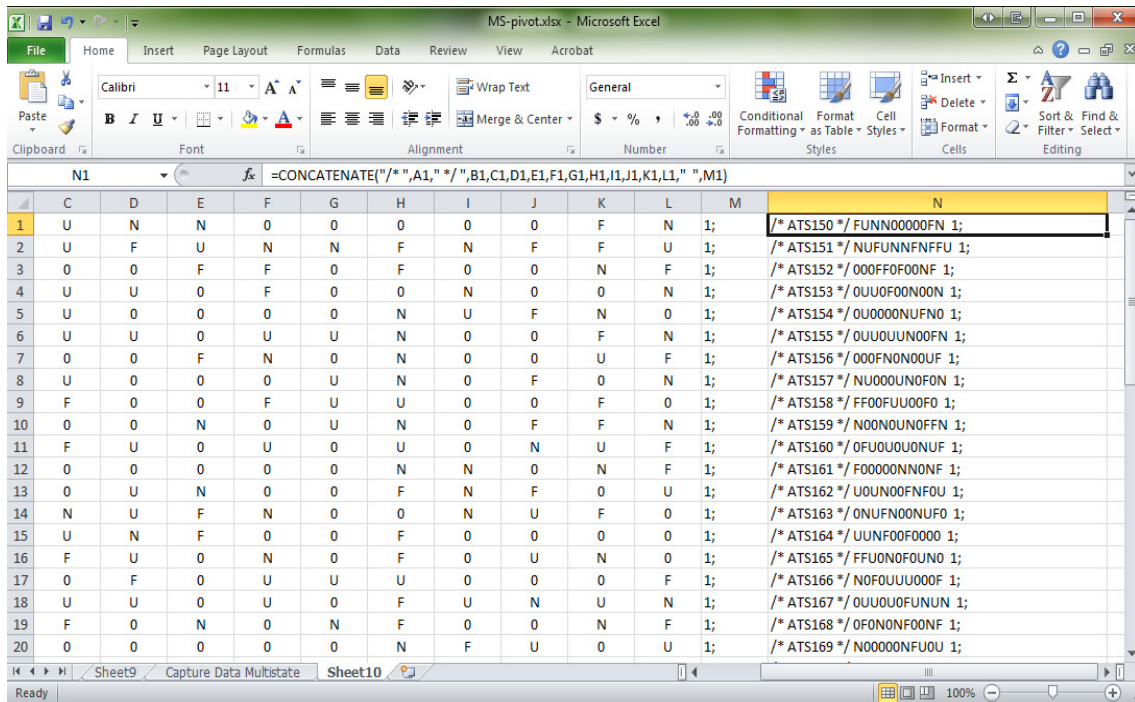 MS-pivot.xlsx - Microsoft Excel
File Home Insert Page Layout Formulas Data Review View Acrobat
Calibri 11 A A Wrap Text General Σ Insert
Paste Delete
B I U A Merge & Center $ % , .0 .00 .00 .0 Conditional Format Cell Format Sort & Find &
Formatting as Table Styles Filter Select
Clipboard Font Alignment Number Styles Cells Editing
N1 fx =CONCATENATE("/* ",A1," */ ",B1,C1,D1,E1,F1,G1,H1,I1,J1,K1,L1," ",M1)
C D E F G H I J K L M N
1 U N N 0 0 0 0 0 F N 1; /* ATS150 */ FUNN00000FN 1;
2 U F U N N F N F F U 1; /* ATS151 */ NUFUNNFNFFU 1;
3 0 0 F F 0 F 0 0 N F 1; /* ATS152 */ 000FF0F00NF 1;
4 U U 0 F 0 0 N 0 0 N 1; /* ATS153 */ 0UU0F00N00N 1;
5 U 0 0 0 0 N U F N 0 1; /* ATS154 */ 0U0000NUFN0 1;
6 U U 0 U U N 0 0 F N 1; /* ATS155 */ 0UU0UUN00FN 1;
7 0 0 F N 0 N 0 0 U F 1; /* ATS156 */ 000FN0N00UF 1;
8 U 0 0 0 U N 0 F 0 N 1; /* ATS157 */ NU000UN0F0N 1;
9 F 0 0 F U U 0 0 F 0 1; /* ATS158 */ FF00FUU00F0 1;
10 0 0 N 0 U N 0 F F N 1; /* ATS159 */ N00N0UN0FFN 1;
11 F U 0 U 0 U 0 N U F 1; /* ATS160 */ 0FU0U0U0NUF 1;
12 0 0 0 0 0 N N 0 N F 1; /* ATS161 */ F00000NN0NF 1;
13 0 U N 0 0 F N F 0 U 1; /* ATS162 */ U0UN00FNF0U 1;
14 N U F N 0 0 N U F 0 1; /* ATS163 */ 0NUFN00NUF0 1;
15 U N F 0 0 F 0 0 0 0 1; /* ATS164 */ UUNF00F0000 1;
16 F U 0 N 0 F 0 U N 0 1; /* ATS165 */ FFU0N0F0UN0 1;
17 0 F 0 U U U 0 0 0 F 1; /* ATS166 */ N0F0UUU000F 1;
18 U U 0 U 0 F U N U N 1; /* ATS167 */ 0UU0U0FUNUN 1;
19 F 0 N 0 N F 0 0 N F 1; /* ATS168 */ 0F0N0NF00NF 1;
20 0 0 0 0 0 N F U 0 U 1; /* ATS169 */ N00000NFU0U 1;
Sheet9 Capture Data Multistate Sheet10
Ready 100%